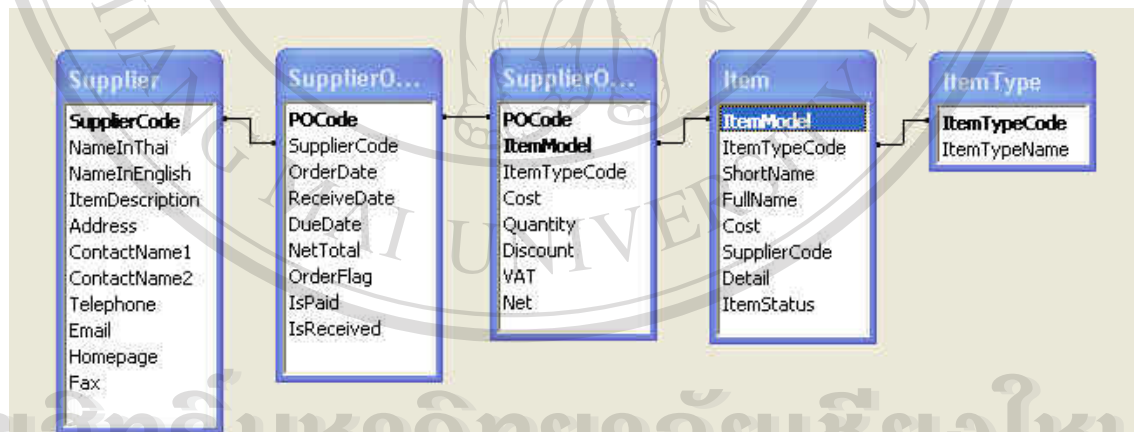 Supplier
SupplierCode
NameInThai
NameInEnglish
ItemDescription
Address
ContactName1
ContactName2
Telephone
Email
Homepage
Fax
SupplierO...
POCode
SupplierCode
OrderDate
ReceiveDate
DueDate
NetTotal
OrderFlag
IsPaid
IsReceived
SupplierO...
POCode
ItemModel
ItemTypeCode
Cost
Quantity
Discount
VAT
Net
Item
ItemModel
ItemTypeCode
ShortName
FullName
Cost
SupplierCode
Detail
ItemStatus
ItemType
ItemTypeCode
ItemTypeName
MAI UNIVERSITY